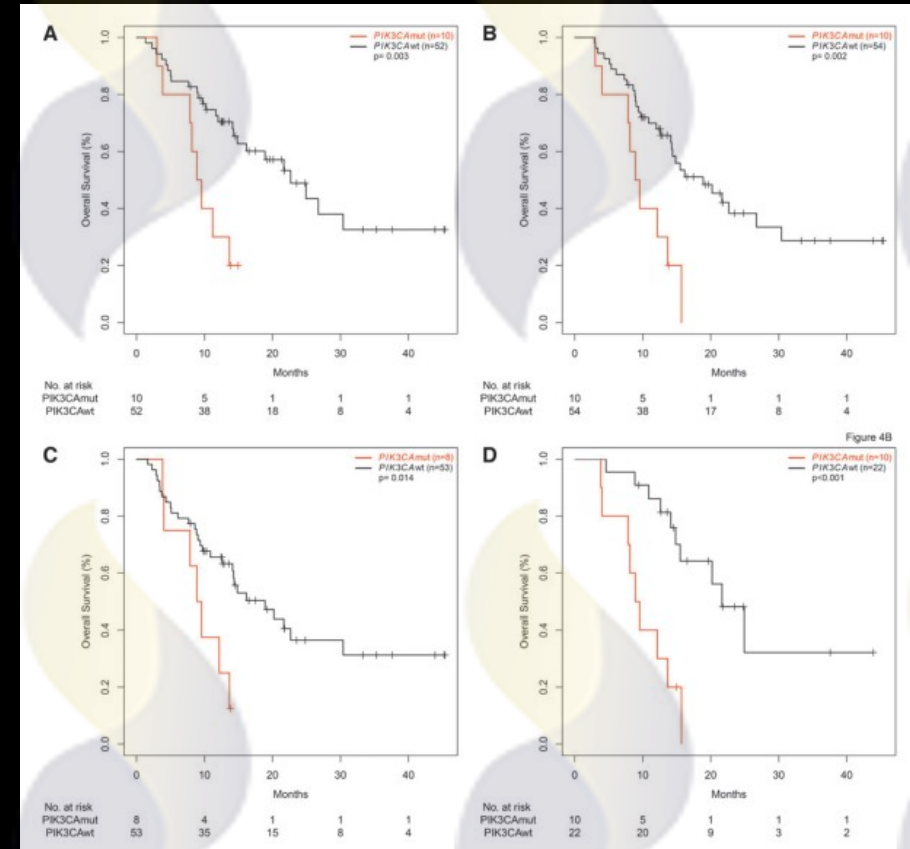 A
PIK3CAmut (n=10)
PIK3CAwt (n=52)
p= 0.003
Overall Survival (%)
1.0
0.8
0.6
0.4
0.2
0.0
0 10 20 30 40
Months
No. at risk
PIK3CAmut 10 5 1 1 1
PIK3CAwt 52 38 18 8 4
B
PIK3CAmut (n=10)
PIK3CAwt (n=54)
p= 0.002
Overall Survival (%)
1.0
0.8
0.6
0.4
0.2
0.0
0 10 20 30 40
Months
No. at risk
PIK3CAmut 10 5 1 1 1
PIK3CAwt 54 38 17 8 4
Figure 4B
C
PIK3CAmut (n=8)
PIK3CAwt (n=53)
p= 0.014
Overall Survival (%)
1.0
0.8
0.6
0.4
0.2
0.0
0 10 20 30 40
Months
No. at risk
PIK3CAmut 8 4 1 1 1
PIK3CAwt 53 35 15 8 4
D
PIK3CAmut (n=10)
PIK3CAwt (n=22)
p<0.001
Overall Survival (%)
1.0
0.8
0.6
0.4
0.2
0.0
0 10 20 30 40
Months
No. at risk
PIK3CAmut 10 5 1 1 1
PIK3CAwt 22 20 9 3 2